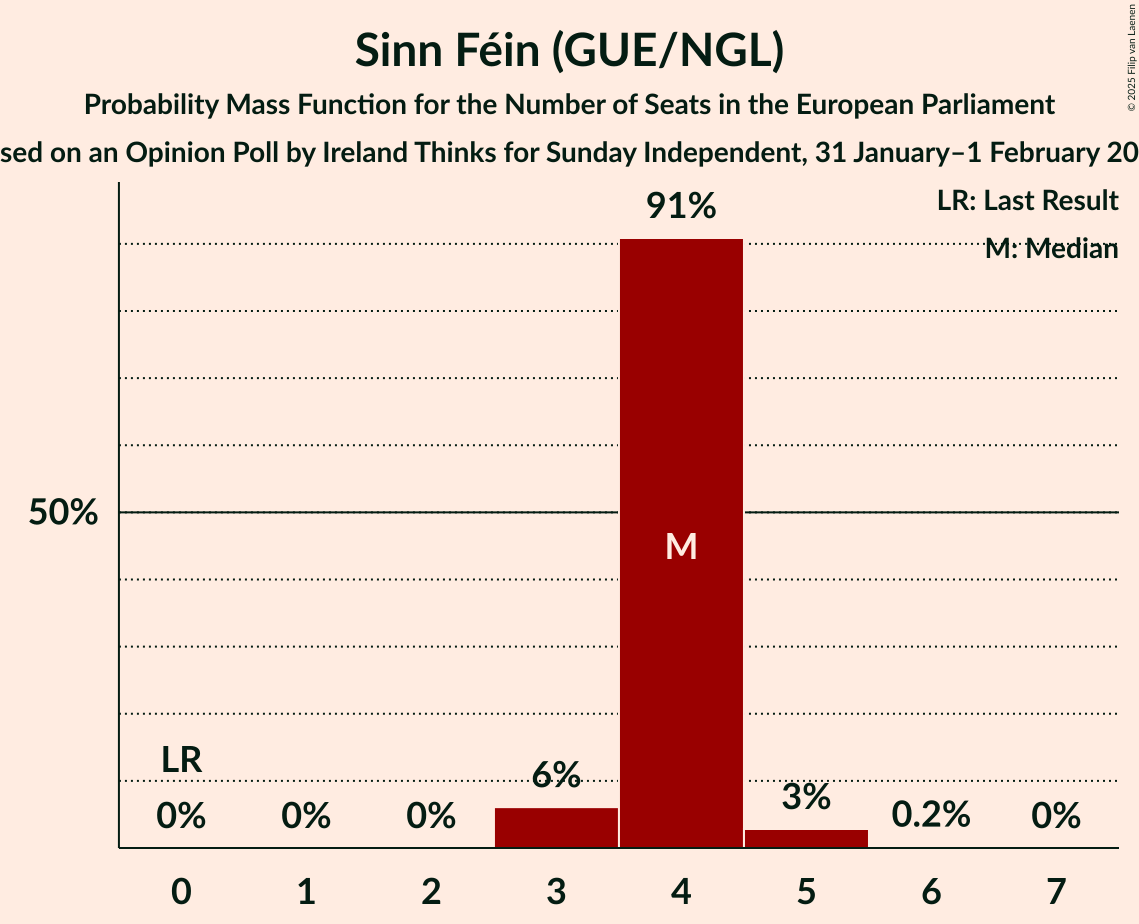 Sinn Féin (GUE/NGL)
Probability Mass Function for the Number of Seats in the European Parliament
sed on an Opinion Poll by Ireland Thinks for Sunday Independent, 31 January–1 February 20
© 2025 Filip van Laenen
LR: Last Result
M: Median
91%
50%
M
LR
0%
0%
0%
6%
3%
0.2%
0%
0
1
2
3
4
5
6
7